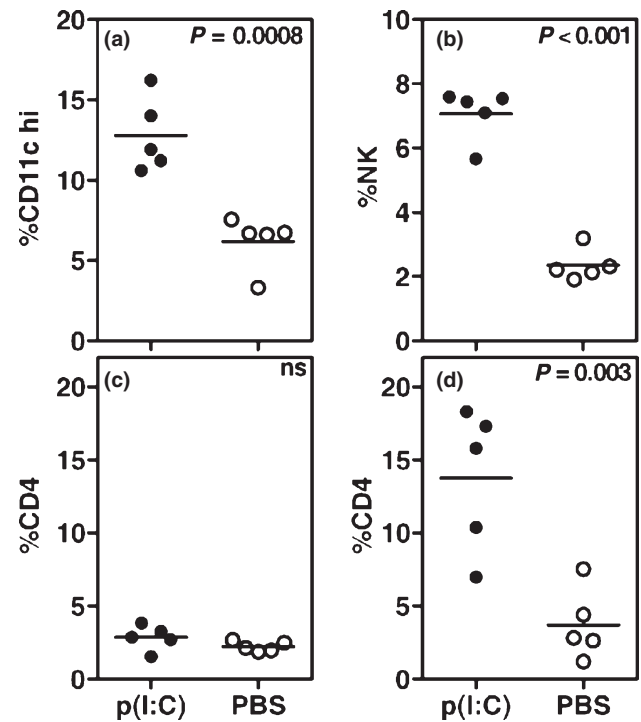 (a)
P = 0.0008
20
15
10
5
0
%CD11c hi
(b)
P < 0.001
10
8
6
4
2
0
%NK
(c)
ns
20
15
10
5
0
%CD4
p(I:C) PBS
(d)
P = 0.003
20
15
10
5
0
%CD4
p(I:C) PBS